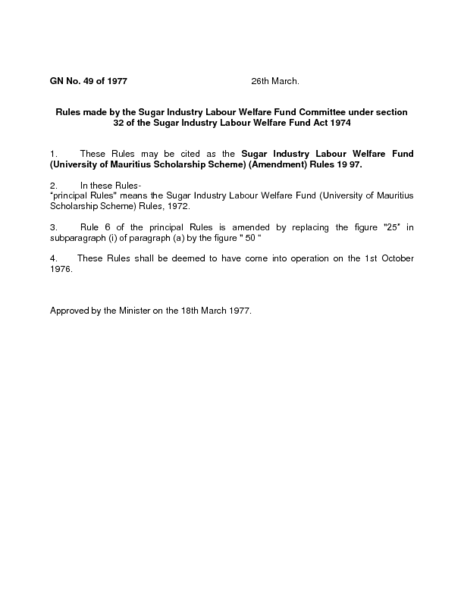 GN No. 49 of 1977 26th March.
Rules made by the Sugar Industry Labour Welfare Fund Committee under section
32 of the Sugar Industry Labour Welfare Fund Act 1974
1. These Rules may be cited as the Sugar Industry Labour Welfare Fund
(University of Mauritius Scholarship Scheme) (Amendment) Rules 19 97.
2. In these Rules-
"principal Rules" means the Sugar Industry Labour Welfare Fund (University of Mauritius
Scholarship Scheme) Rules, 1972.
3. Rule 6 of the principal Rules is amended by replacing the figure "25" in
subparagraph (i) of paragraph (a) by the figure " 50 "
4. These Rules shall be deemed to have come into operation on the 1st October
1976.
Approved by the Minister on the 18th March 1977.